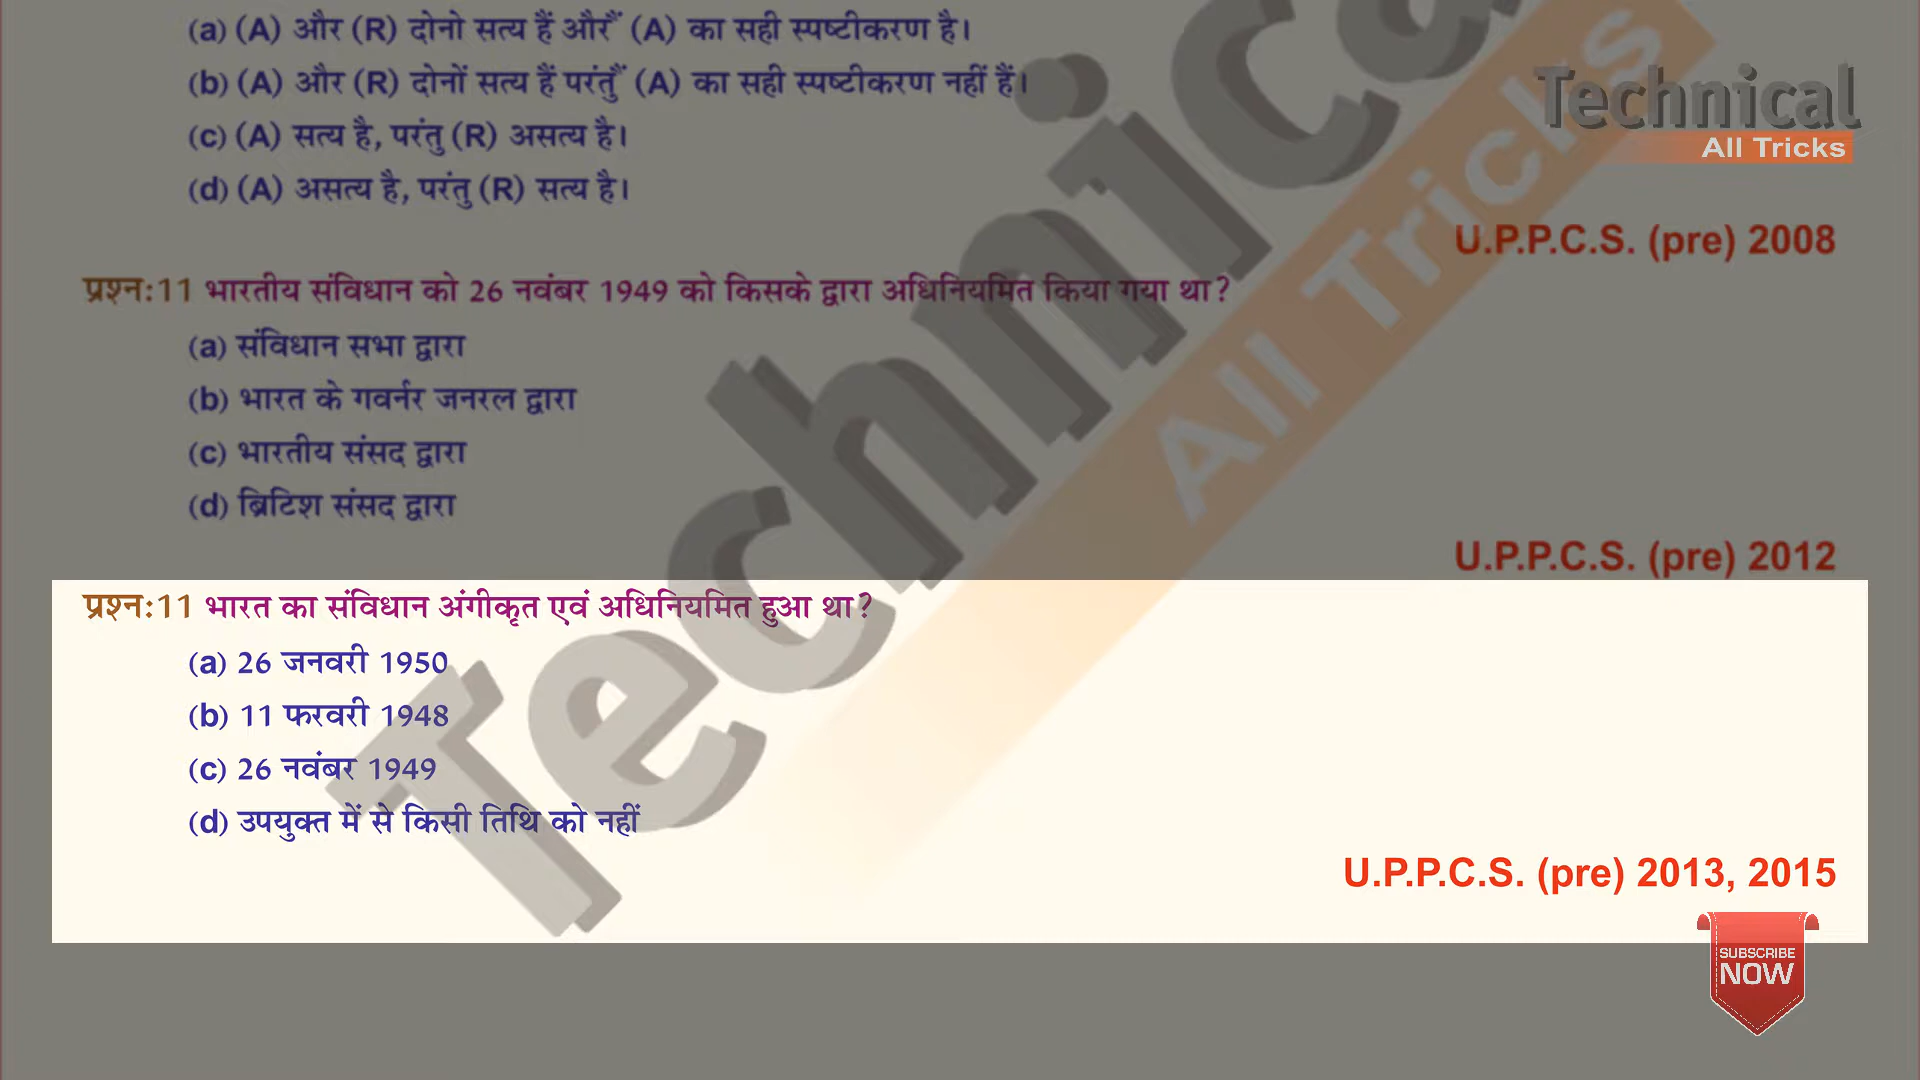 (a) (A) और (R) दोनो सत्य हैं औरैं (A) का सही स्पष्टीकरण है।
(b) (A) और (R) दोनों सत्य हैं परंतुैं (A) का सही स्पष्टीकरण नहीं हैं।
(c) (A) सत्य है, परंतु (R) असत्य है।
(d) (A) असत्य है, परंतु (R) सत्य है।
Technical
All Tricks
U.P.P.C.S. (pre) 2008
प्रश्न:11 भारतीय संविधान को 26 नवंबर 1949 को किसके द्वारा अधिनियमित किया गया था?
(a) संविधान सभा द्वारा
(b) भारत के गवर्नर जनरल द्वारा
(c) भारतीय संसद द्वारा
(d) ब्रिटिश संसद द्वारा
U.P.P.C.S. (pre) 2012
प्रश्न:11 भारत का संविधान अंगीकृत एवं अधिनियमित हुआ था?
(a) 26 जनवरी 1950
(b) 11 फरवरी 1948
(c) 26 नवंबर 1949
(d) उपयुक्त में से किसी तिथि को नहीं
U.P.P.C.S. (pre) 2013, 2015
SUBSCRIBE
NOW
Technical
All Tricks